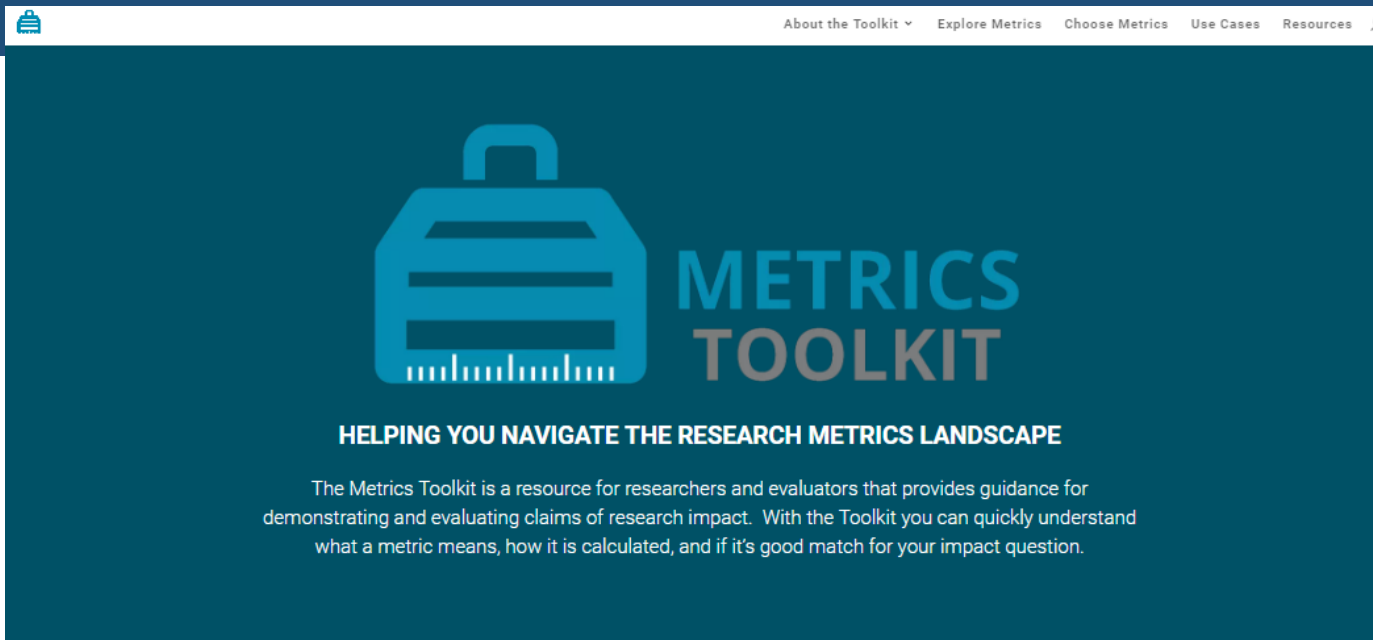 About the Toolkit Explore Metrics Choose Metrics Use Cases Resources
METRICS
TOOLKIT
HELPING YOU NAVIGATE THE RESEARCH METRICS LANDSCAPE
The Metrics Toolkit is a resource for researchers and evaluators that provides guidance for
demonstrating and evaluating claims of research impact. With the Toolkit you can quickly understand
what a metric means, how it is calculated, and if it's good match for your impact question.